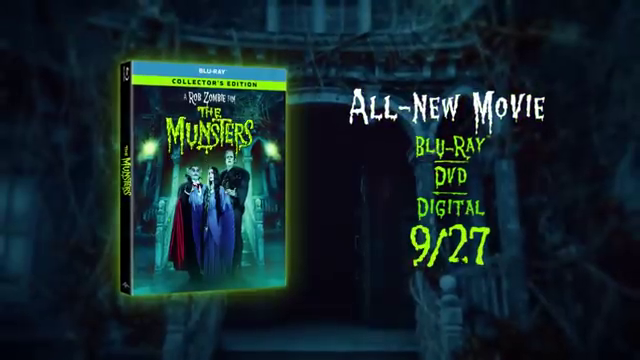 BLU-RAY
COLLECTOR'S EDITION
A ROB ZOMBIE FILM
THE
MUNSTERS
THE MUNSTERS
ALL-NEW MOVIE
BLU-RAY
DVD
DIGITAL
9/27